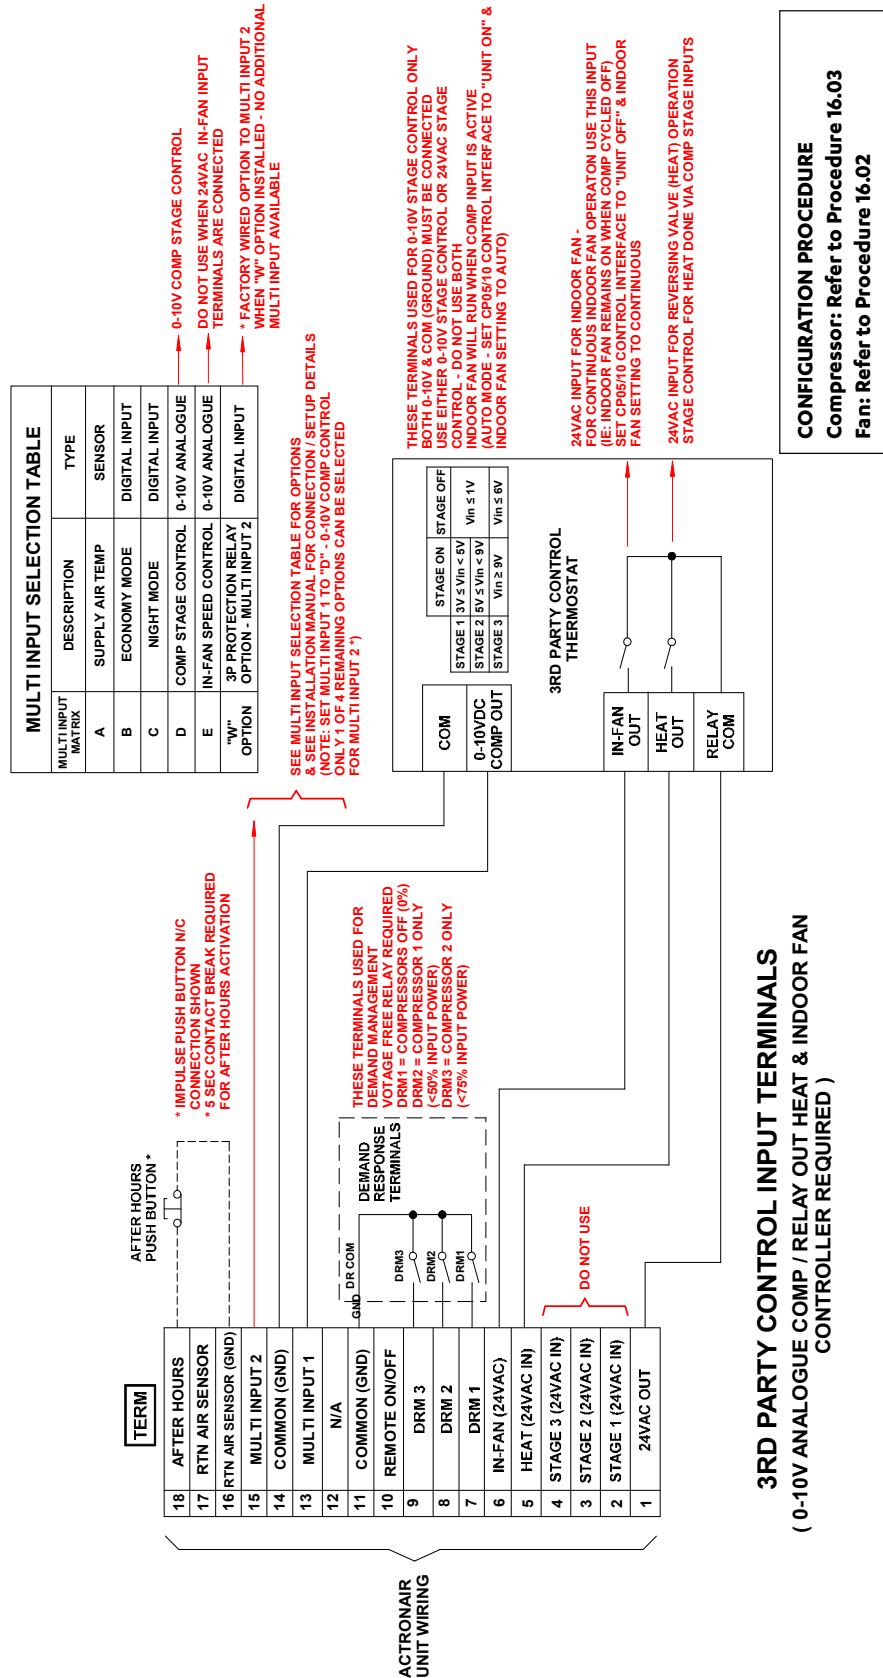 TERM
18 AFTER HOURS
17 RTN AIR SENSOR
16 RTN AIR SENSOR (GND)
15 MULTI INPUT 2
14 COMMON (GND)
13 MULTI INPUT 1
12 N/A
11 COMMON (GND)
10 REMOTE ON/OFF
9 DRM 3
8 DRM 2
7 DRM 1
6 IN-FAN (24VAC)
5 HEAT (24VAC IN)
4 STAGE 3 (24VAC IN)
3 STAGE 2 (24VAC IN)
2 STAGE 1 (24VAC IN)
1 24VAC OUT
ACTRONAIR
UNIT WIRING
AFTER HOURS
PUSH BUTTON *
* IMPULSE PUSH BUTTON N/C
CONNECTION SHOWN
* 5 SEC CONTACT BREAK REQUIRED
FOR AFTER HOURS ACTIVATION
GND
DR COM
DEMAND
RESPONSE
TERMINALS
DRM3
DRM2
DRM1
THESE TERMINALS USED FOR
DEMAND MANAGEMENT
VOTAGE FREE RELAY REQUIRED
DRM1 = COMPRESSORS OFF (0%)
DRM2 = COMPRESSOR 1 ONLY
(<50% INPUT POWER)
DRM3 = COMPRESSOR 2 ONLY
(<75% INPUT POWER)
DO NOT USE
MULTI INPUT SELECTION TABLE
MULTI INPUT
MATRIX
DESCRIPTION
TYPE
A SUPPLY AIR TEMP SENSOR
B ECONOMY MODE DIGITAL INPUT
C NIGHT MODE DIGITAL INPUT
D COMP STAGE CONTROL 0-10V ANALOGUE
E IN-FAN SPEED CONTROL 0-10V ANALOGUE
"W"
OPTION
3P PROTECTION RELAY
OPTION - MULTI INPUT 2
DIGITAL INPUT
0-10V COMP STAGE CONTROL
DO NOT USE WHEN 24VAC IN-FAN INPUT
TERMINALS ARE CONNECTED
* FACTORY WIRED OPTION TO MULTI INPUT 2
WHEN "W" OPTION INSTALLED - NO ADDITIONAL
MULTI INPUT AVAILABLE
SEE MULTI INPUT SELECTION TABLE FOR OPTIONS
& SEE INSTALLATION MANUAL FOR CONNECTION / SETUP DETAILS
(NOTE: SET MULTI INPUT 1 TO "D" - 0-10V COMP CONTROL
ONLY 1 OF 4 REMAINING OPTIONS CAN BE SELECTED
FOR MULTI INPUT 2 *)
COM
0-10VDC
COMP OUT
STAGE ON STAGE OFF
STAGE 1 3V ≤ Vin < 5V
Vin ≤ 1V
STAGE 2 5V ≤ Vin < 9V
STAGE 3 Vin ≥ 9V Vin ≤ 6V
3RD PARTY CONTROL
THERMOSTAT
IN-FAN
OUT
HEAT
OUT
RELAY
COM
THESE TERMINALS USED FOR 0-10V STAGE CONTROL ONLY
BOTH 0-10V & COM (GROUND) MUST BE CONNECTED
USE EITHER 0-10V STAGE CONTROL OR 24VAC STAGE
CONTROL - DO NOT USE BOTH
INDOOR FAN WILL RUN WHEN COMP INPUT IS ACTIVE
(AUTO MODE - SET CP05/10 CONTROL INTERFACE TO "UNIT ON" &
INDOOR FAN SETTING TO AUTO)
24VAC INPUT FOR INDOOR FAN -
FOR CONTINUOUS INDOOR FAN OPERATON USE THIS INPUT
(IE: INDOOR FAN REMAINS ON WHEN COMP CYCLED OFF)
SET CP05/10 CONTROL INTERFACE TO "UNIT OFF" & INDOOR
FAN SETTING TO CONTINUOUS
24VAC INPUT FOR REVERSING VALVE (HEAT) OPERATION
STAGE CONTROL FOR HEAT DONE VIA COMP STAGE INPUTS
3RD PARTY CONTROL INPUT TERMINALS
( 0-10V ANALOGUE COMP / RELAY OUT HEAT & INDOOR FAN
CONTROLLER REQUIRED )
CONFIGURATION PROCEDURE
Compressor: Refer to Procedure 16.03
Fan: Refer to Procedure 16.02